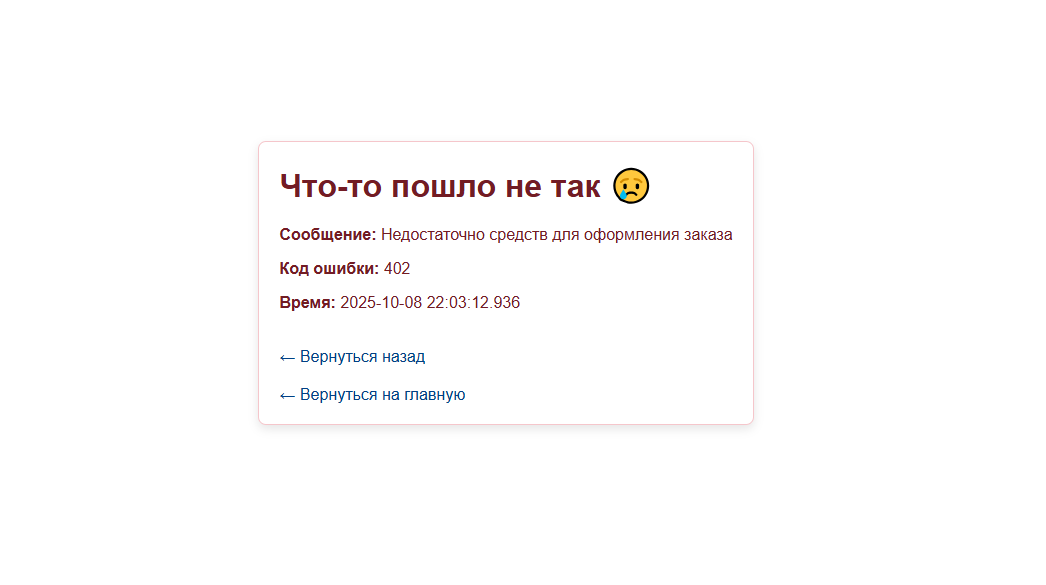 Что-то пошло не так 😢
Сообщение: Недостаточно средств для оформления заказа
Код ошибки: 402
Время: 2025-10-08 22:03:12.936
← Вернуться назад
← Вернуться на главную